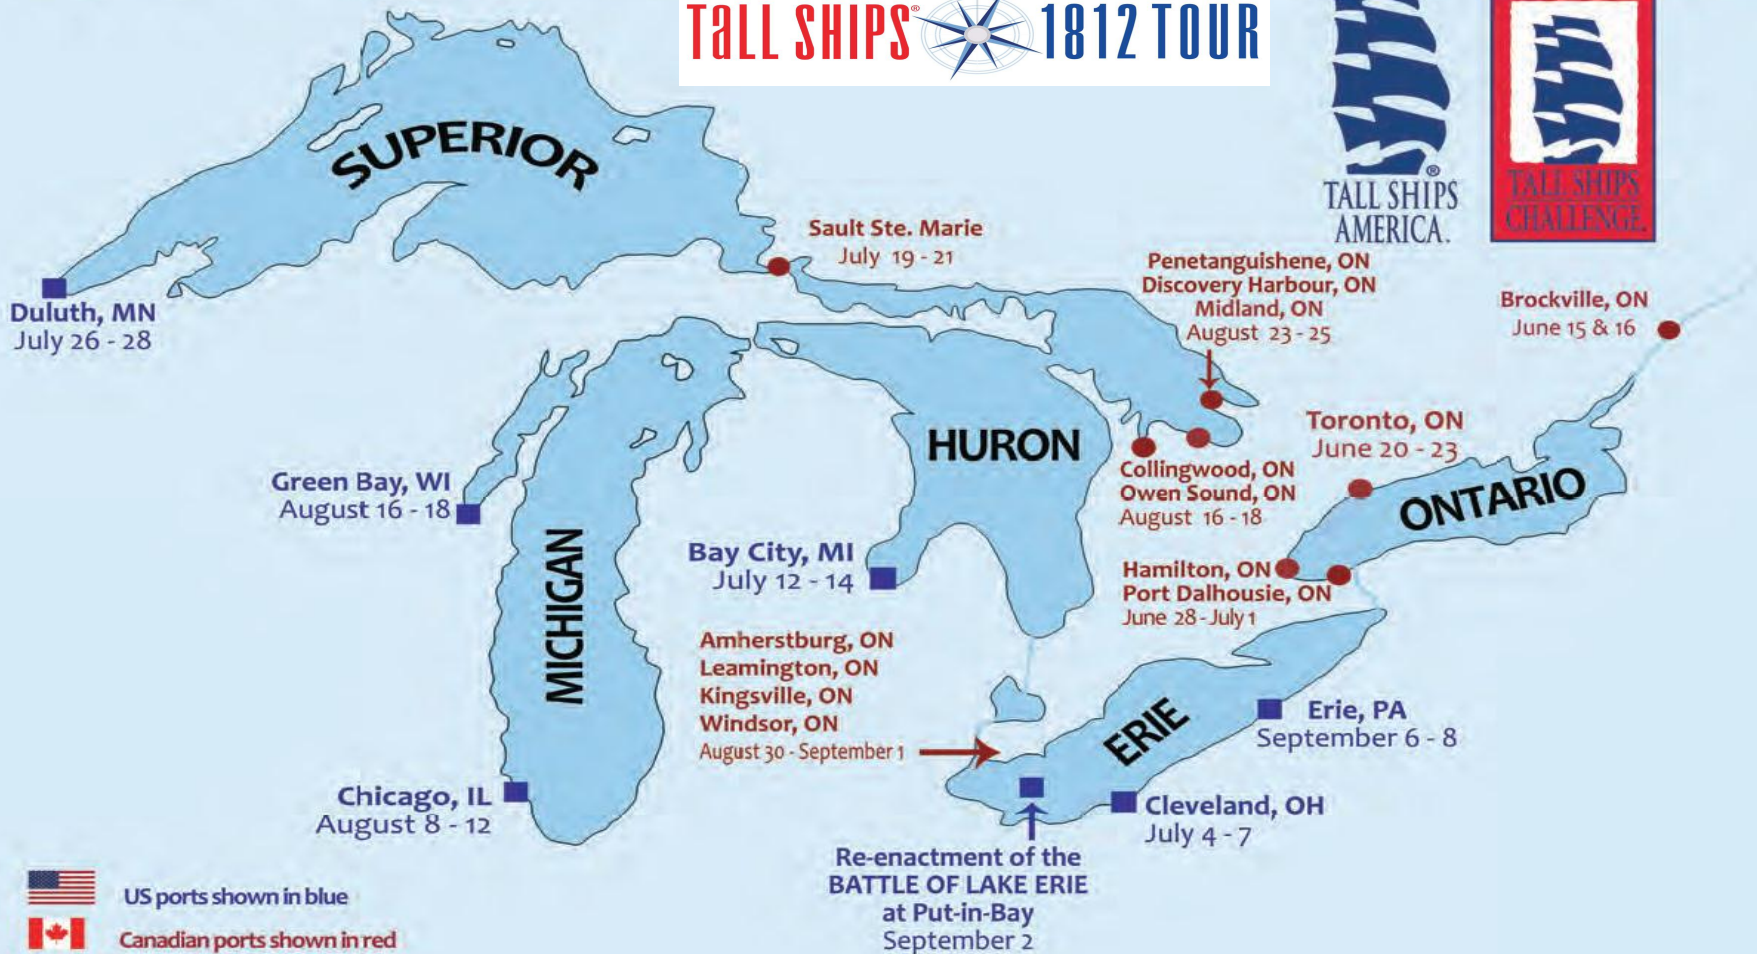 TaLL SHIPS® 1812 TOUR
TALL SHIPS®
AMERICA.
TALL SHIPS
CHALLENGE
SUPERIOR
Sault Ste. Marie
July 19 - 21
Penetanguishene, ON
Discovery Harbour, ON
Midland, ON
August 23 - 25
Brockville, ON
June 15 & 16
Duluth, MN
July 26 - 28
HURON
Toronto, ON
June 20 - 23
Collingwood, ON
Owen Sound, ON
August 16 - 18
ONTARIO
Green Bay, WI
August 16 - 18
MICHIGAN
Bay City, MI
July 12 - 14
Hamilton, ON
Port Dalhousie, ON
June 28 - July 1
Amherstburg, ON
Leamington, ON
Kingsville, ON
Windsor, ON
August 30 - September 1
ERIE
Erie, PA
September 6 - 8
Chicago, IL
August 8 - 12
Cleveland, OH
July 4 - 7
Re-enactment of the
BATTLE OF LAKE ERIE
at Put-in-Bay
September 2
US ports shown in blue
Canadian ports shown in red